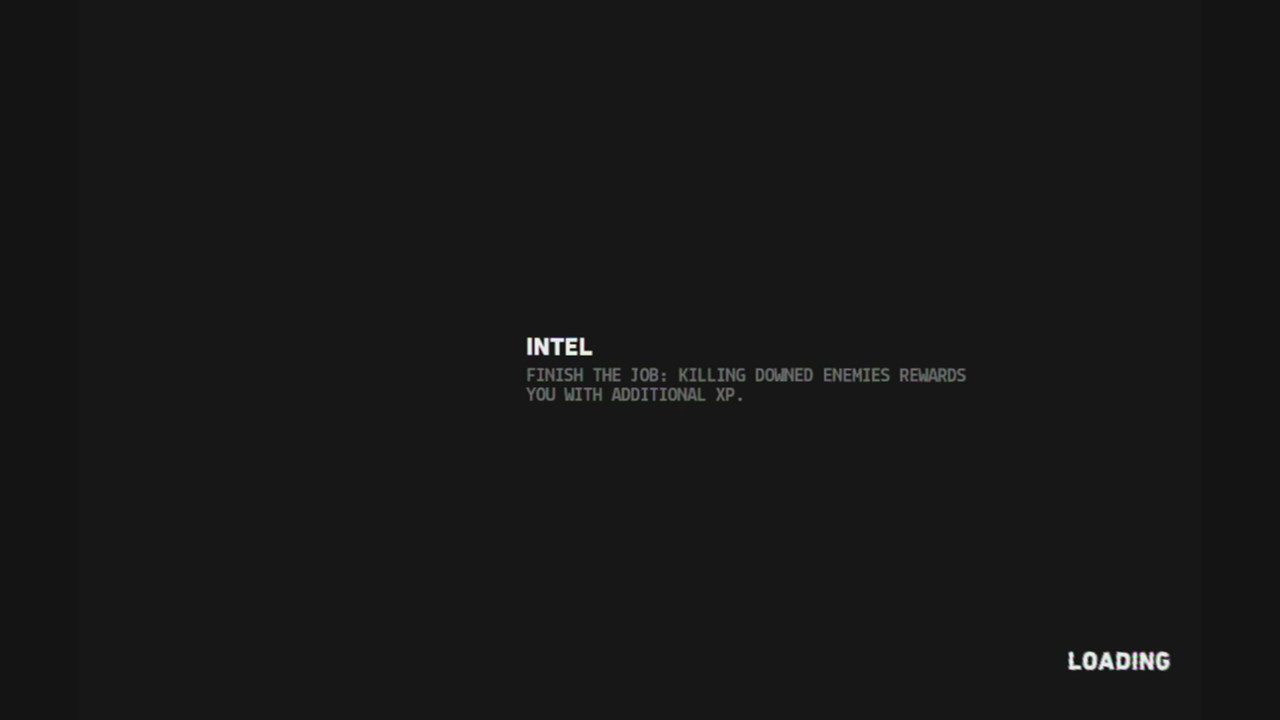 INTEL
FINISH THE JOB: KILLING DOWNED ENEMIES REWARDS
YOU WITH ADDITIONAL XP.
LOADING